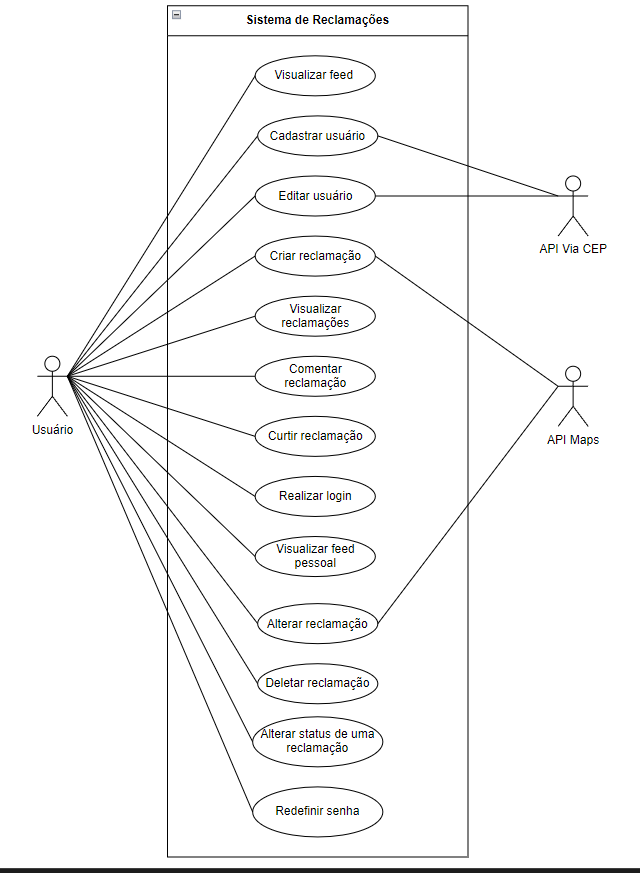 Sistema de Reclamações
Visualizar feed
Cadastrar usuário
Editar usuário
API Via CEP
Criar reclamação
Visualizar
reclamações
Comentar
reclamação
Usuário
API Maps
Curtir reclamação
Realizar login
Visualizar feed
pessoal
Alterar reclamação
Deletar reclamação
Alterar status de uma
reclamação
Redefinir senha